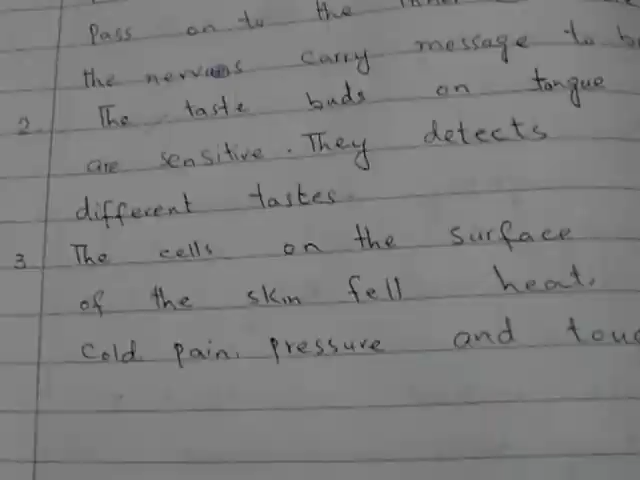 Pass on to the
the nervous carry message to
2 The taste buds on tongue
are sensitive. They detects
different tastes.
3 The cells on the surface
of the skin fell heat,
Cold, pain, pressure and